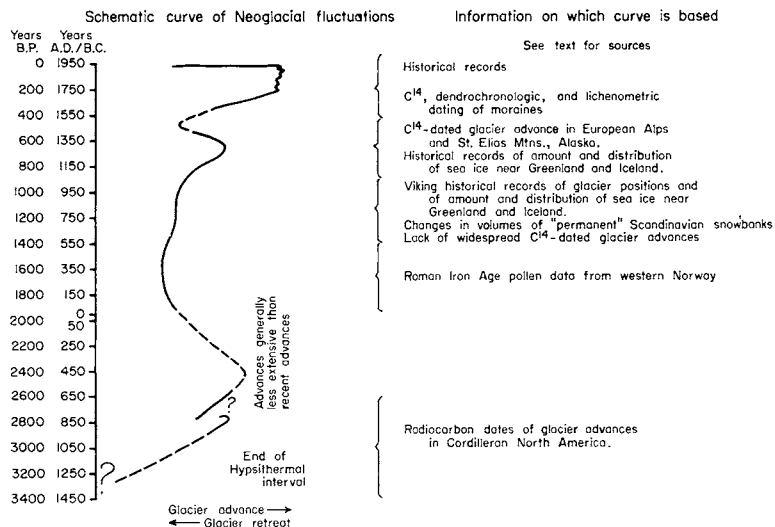 Schematic curve of Neoglacial fluctuations
Information on which curve is based
Years Years
B.P. A.D./B.C.
See text for sources
0 1950
200 1750
400 1550
600 1350
800 1150
1000 950
1200 750
1400 550
1600 350
1800 150
0
2000 50
2200 250
2400 450
2600 650
2800 850
3000 1050
3200 1250
3400 1450
Advances generally
less extensive than
recent advances
?
?
?
End of
Hypsithermal
interval
Glacier advance
Glacier retreat
Historical records
C14, dendrochronologic, and lichenometric
dating of moraines
C14-dated glacier advance in European Alps
and St. Elias Mtns., Alaska.
Historical records of amount and distribution
of sea ice near Greenland and Iceland.
Viking historical records of glacier positions and
of amount and distribution of sea ice near
Greenland and Iceland.
Changes in volumes of "permanent" Scandinavian snowbanks
Lack of widespread C14-dated glacier advances
Roman Iron Age pollen data from western Norway
Radiocarbon dates of glacier advances
in Cordilleran North America.